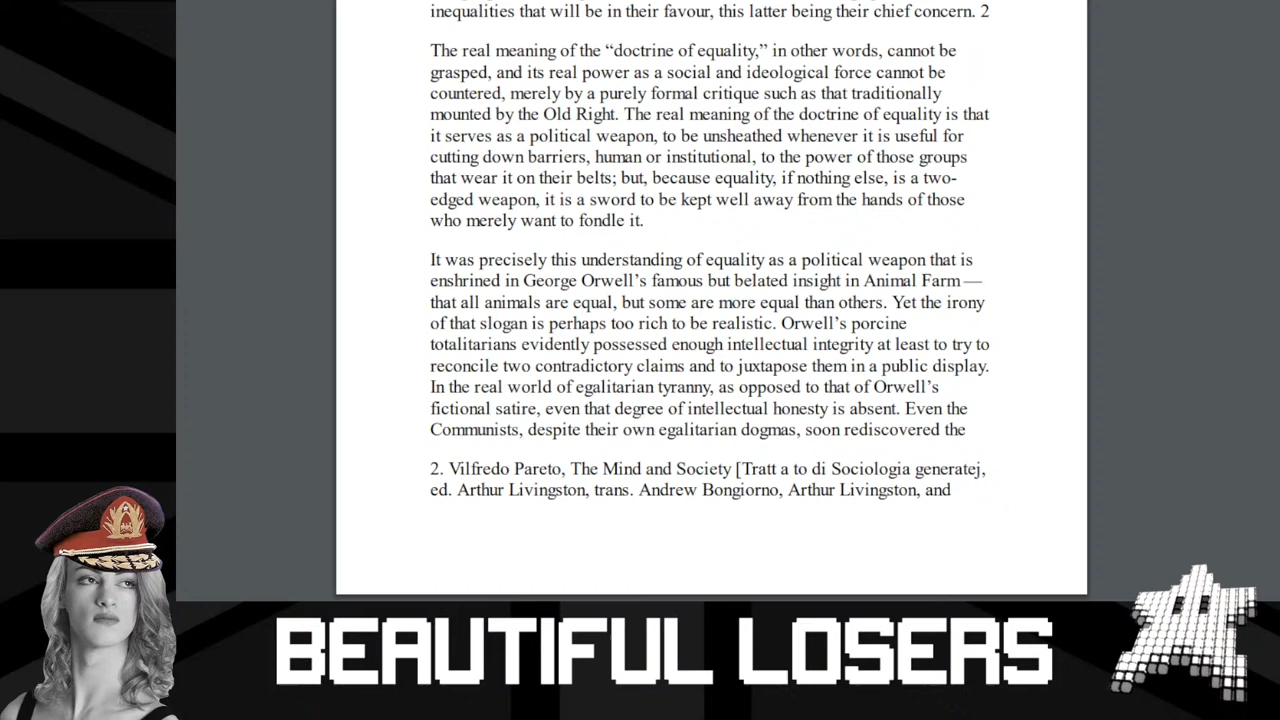 inequalities that will be in their favour, this latter being their chief concern. 2
The real meaning of the “doctrine of equality,” in other words, cannot be
grasped, and its real power as a social and ideological force cannot be
countered, merely by a purely formal critique such as that traditionally
mounted by the Old Right. The real meaning of the doctrine of equality is that
it serves as a political weapon, to be unsheathed whenever it is useful for
cutting down barriers, human or institutional, to the power of those groups
that wear it on their belts; but, because equality, if nothing else, is a two-
edged weapon, it is a sword to be kept well away from the hands of those
who merely want to fondle it.
It was precisely this understanding of equality as a political weapon that is
enshrined in George Orwell’s famous but belated insight in Animal Farm—
that all animals are equal, but some are more equal than others. Yet the irony
of that slogan is perhaps too rich to be realistic. Orwell’s porcine
totalitarians evidently possessed enough intellectual integrity at least to try to
reconcile two contradictory claims and to juxtapose them in a public display.
In the real world of egalitarian tyranny, as opposed to that of Orwell’s
fictional satire, even that degree of intellectual honesty is absent. Even the
Communists, despite their own egalitarian dogmas, soon rediscovered the
2. Vilfredo Pareto, The Mind and Society [Tratt a to di Sociologia generatej,
ed. Arthur Livingston, trans. Andrew Bongiorno, Arthur Livingston, and
BEAUTIFUL LOSERS